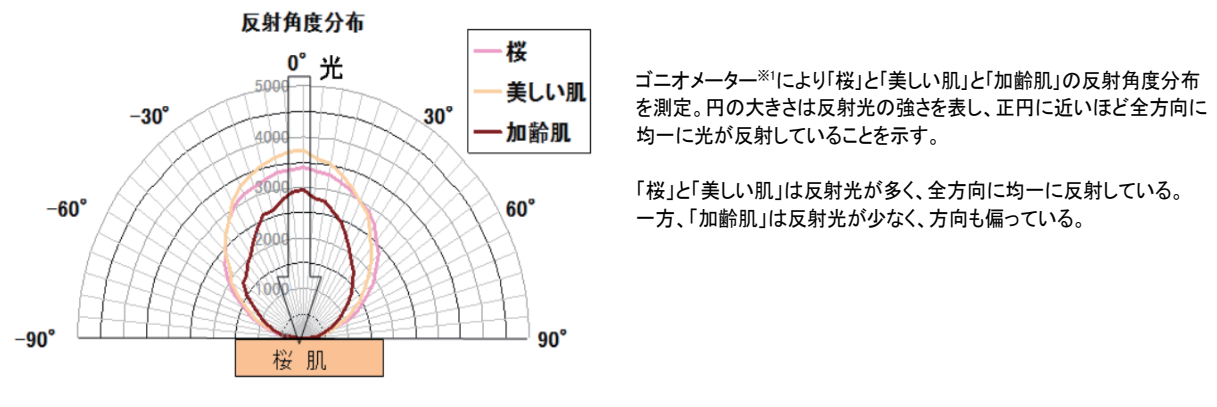 反射角度分布
0°
光
-30°
30°
-60°
60°
-90°
90°
5000
4000
3000
2000
1000
桜
美しい肌
加齢肌
桜 肌
ゴニオメーター※1により「桜」と「美しい肌」と「加齢肌」の反射角度分布
を測定。円の大きさは反射光の強さを表し、正円に近いほど全方向に
均一に光が反射していることを示す。
「桜」と「美しい肌」は反射光が多く、全方向に均一に反射している。
一方、「加齢肌」は反射光が少なく、方向も偏っている。